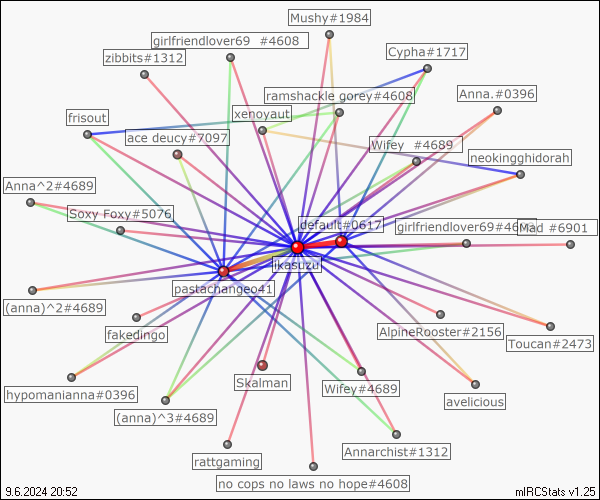 Mushy#1984
girlfriendlover69 #4608
Cypha#1717
zibbits#1312
ramshackle gorey#4608
Anna.#0396
xenoyaut
frisout
ace deucy#7097
Wifey #4689
neokingghidorah
Anna^2#4689
Soxy Foxy#5076
default#0617
girlfriendlover69#4
Mad #6901
ikasuzu
pastachangeo41
(anna)^2#4689
fakedingo
AlpineRooster#2156
Toucan#2473
hypomanianna#0396
Skalman
Wifey#4689
avelicious
(anna)^3#4689
Annarchist#1312
rattgaming
no cops no laws no hope#4608
9.6.2024 20:52
mIRCStats v1.25